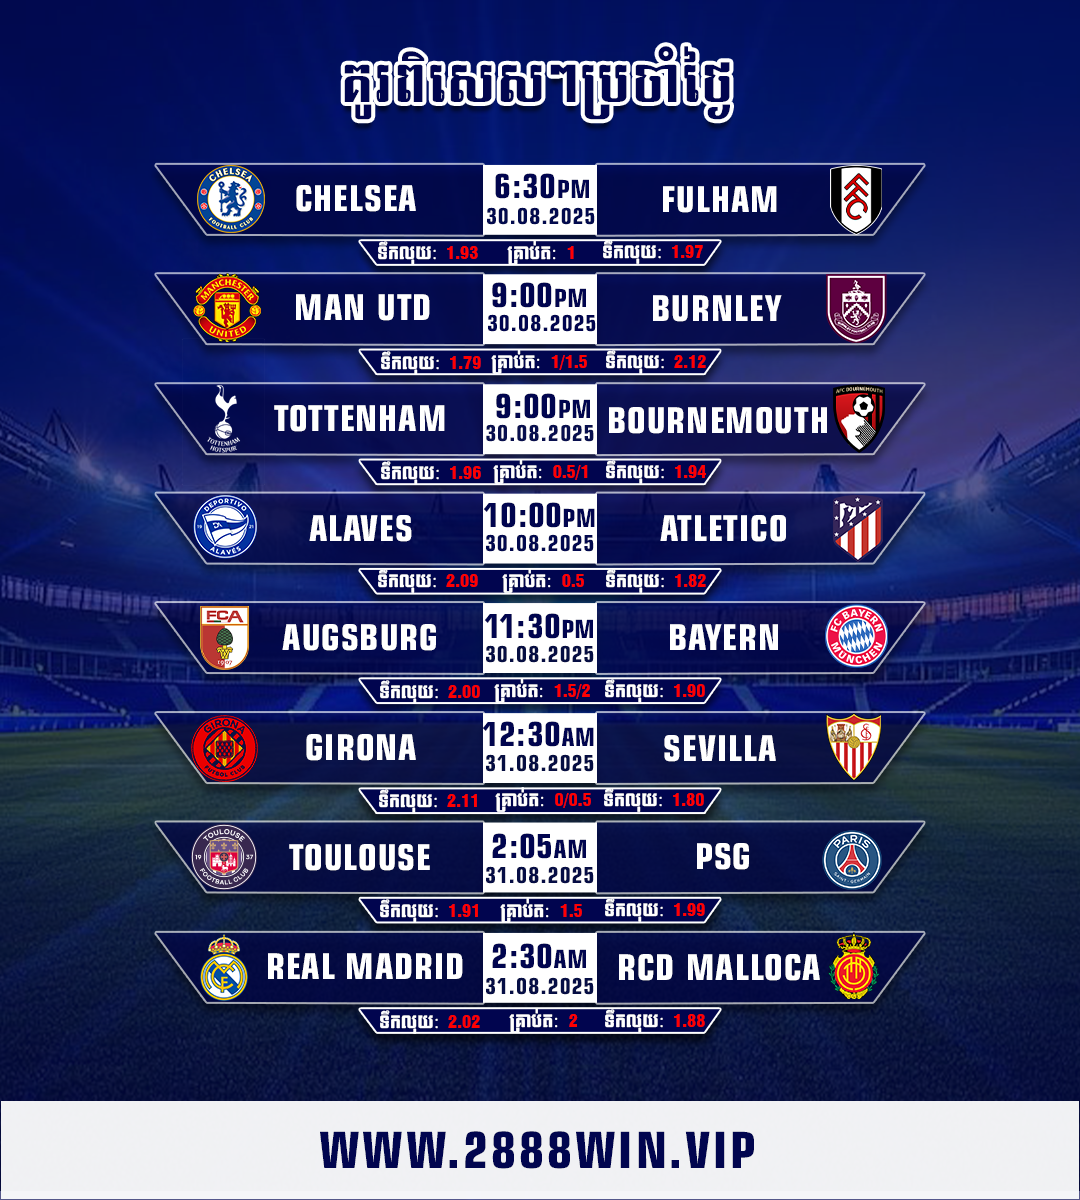 គូរពិសេសៗប្រចាំថ្ងៃ
CHELSEA 6:30PM FULHAM
30.08.2025
ទឹកលុយ: 1.93 គ្រាប់ត: 1 ទឹកលុយ: 1.97
MAN UTD 9:00PM BURNLEY
30.08.2025
ទឹកលុយ: 1.79 គ្រាប់ត: 1/1.5 ទឹកលុយ: 2.12
TOTTENHAM 9:00PM BOURNEMOUTH
30.08.2025
ទឹកលុយ: 1.96 គ្រាប់ត: 0.5/1 ទឹកលុយ: 1.94
ALAVES 10:00PM ATLETICO
30.08.2025
ទឹកលុយ: 2.09 គ្រាប់ត: 0.5 ទឹកលុយ: 1.82
AUGSBURG 11:30PM BAYERN
30.08.2025
ទឹកលុយ: 2.00 គ្រាប់ត: 1.5/2 ទឹកលុយ: 1.90
GIRONA 12:30AM SEVILLA
31.08.2025
ទឹកលុយ: 2.11 គ្រាប់ត: 0/0.5 ទឹកលុយ: 1.80
TOULOUSE 2:05AM PSG
31.08.2025
ទឹកលុយ: 1.91 គ្រាប់ត: 1.5 ទឹកលុយ: 1.99
REAL MADRID 2:30AM RCD MALLOCA
31.08.2025
ទឹកលុយ: 2.02 គ្រាប់ត: 2 ទឹកលុយ: 1.88
WWW.2888WIN.VIP